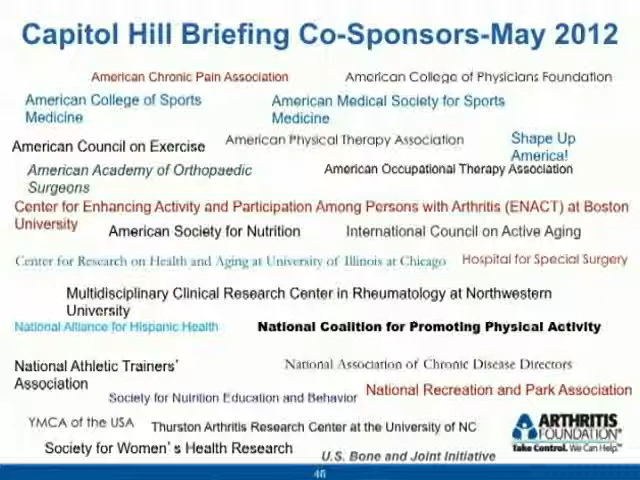 Capitol Hill Briefing Co-Sponsors-May 2012
American Chronic Pain Association
American College of Physicians Foundation
American College of Sports
Medicine
American Medical Society for Sports
Medicine
American Council on Exercise
American Physical Therapy Association
Shape Up
America!
American Academy of Orthopaedic
Surgeons
American Occupational Therapy Association
Center for Enhancing Activity and Participation Among Persons with Arthritis (ENACT) at Boston
University
American Society for Nutrition
International Council on Active Aging
Center for Research on Health and Aging at University of Illinois at Chicago
Hospital for Special Surgery
Multidisciplinary Clinical Research Center in Rheumatology at Northwestern
University
National Alliance for Hispanic Health
National Coalition for Promoting Physical Activity
National Athletic Trainers'
Association
National Association of Chronic Disease Directors
Society for Nutrition Education and Behavior
National Recreation and Park Association
YMCA of the USA
Thurston Arthritis Research Center at the University of NC
Society for Women's Health Research
U.S. Bone and Joint Initiative
ARTHRITIS
FOUNDATION
Take Control. We Can Help.™
46